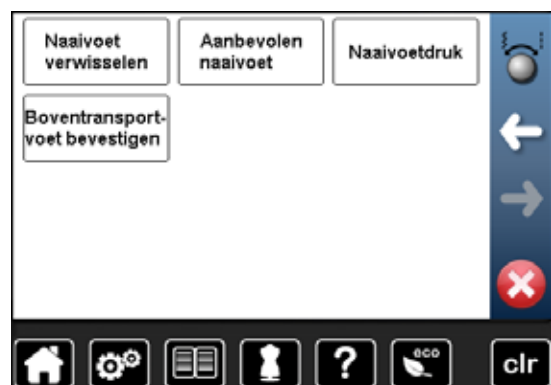 Naaivoet
verwisselen
Aanbevolen
naaivoet
Naaivoetdruk
Boventransport-
voet bevestigen
?
eco
clr